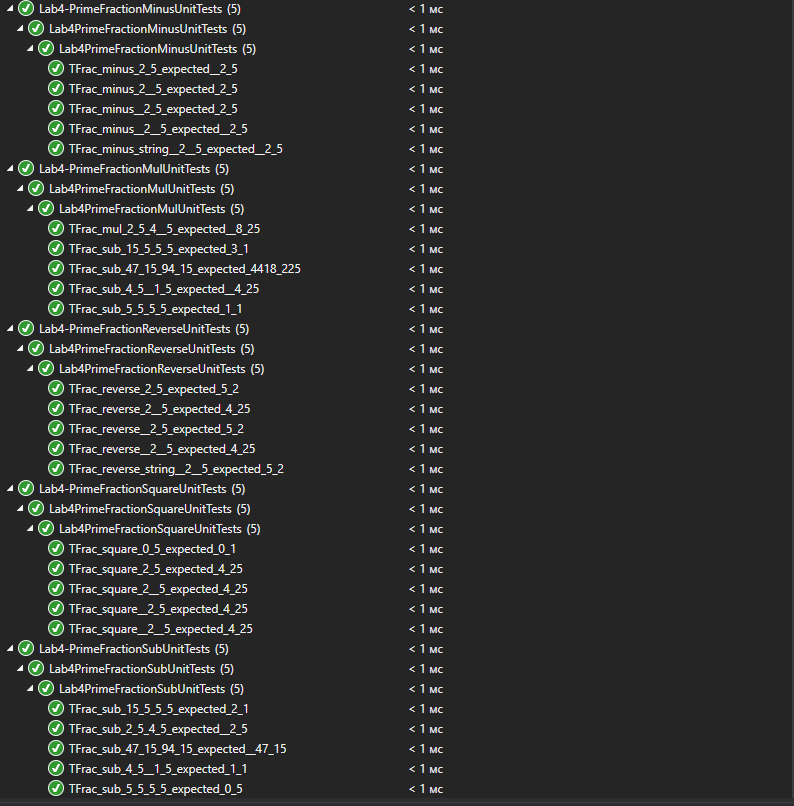 Lab4-PrimeFractionMinusUnitTests (5) < 1 мс
Lab4PrimeFractionMinusUnitTests (5) < 1 мс
Lab4PrimeFractionMinusUnitTests (5) < 1 мс
TFrac_minus_2_5_expected__2_5 < 1 мс
TFrac_minus_2__5_expected_2_5 < 1 мс
TFrac_minus__2_5_expected_2_5 < 1 мс
TFrac_minus__2__5_expected__2_5 < 1 мс
TFrac_minus_string__2__5_expected__2_5 < 1 мс
Lab4-PrimeFractionMulUnitTests (5) < 1 мс
Lab4PrimeFractionMulUnitTests (5) < 1 мс
Lab4PrimeFractionMulUnitTests (5) < 1 мс
TFrac_mul_2_5_4__5_expected__8_25 < 1 мс
TFrac_sub_15_5_5_5_expected_3_1 < 1 мс
TFrac_sub_47_15_94_15_expected_4418_225 < 1 мс
TFrac_sub_4_5__1_5_expected__4_25 < 1 мс
TFrac_sub_5_5_5_5_expected_1_1 < 1 мс
Lab4-PrimeFractionReverseUnitTests (5) < 1 мс
Lab4PrimeFractionReverseUnitTests (5) < 1 мс
Lab4PrimeFractionReverseUnitTests (5) < 1 мс
TFrac_reverse_2_5_expected_5_2 < 1 мс
TFrac_reverse_2__5_expected_4_25 < 1 мс
TFrac_reverse__2_5_expected_5_2 < 1 мс
TFrac_reverse__2__5_expected_4_25 < 1 мс
TFrac_reverse_string__2__5_expected_5_2 < 1 мс
Lab4-PrimeFractionSquareUnitTests (5) < 1 мс
Lab4PrimeFractionSquareUnitTests (5) < 1 мс
Lab4PrimeFractionSquareUnitTests (5) < 1 мс
TFrac_square_0_5_expected_0_1 < 1 мс
TFrac_square_2_5_expected_4_25 < 1 мс
TFrac_square_2__5_expected_4_25 < 1 мс
TFrac_square__2_5_expected_4_25 < 1 мс
TFrac_square__2__5_expected_4_25 < 1 мс
Lab4-PrimeFractionSubUnitTests (5) < 1 мс
Lab4PrimeFractionSubUnitTests (5) < 1 мс
Lab4PrimeFractionSubUnitTests (5) < 1 мс
TFrac_sub_15_5_5_5_expected_2_1 < 1 мс
TFrac_sub_2_5_4_5_expected__2_5 < 1 мс
TFrac_sub_47_15_94_15_expected__47_15 < 1 мс
TFrac_sub_4_5__1_5_expected_1_1 < 1 мс
TFrac_sub_5_5_5_5_expected_0_5 < 1 мс